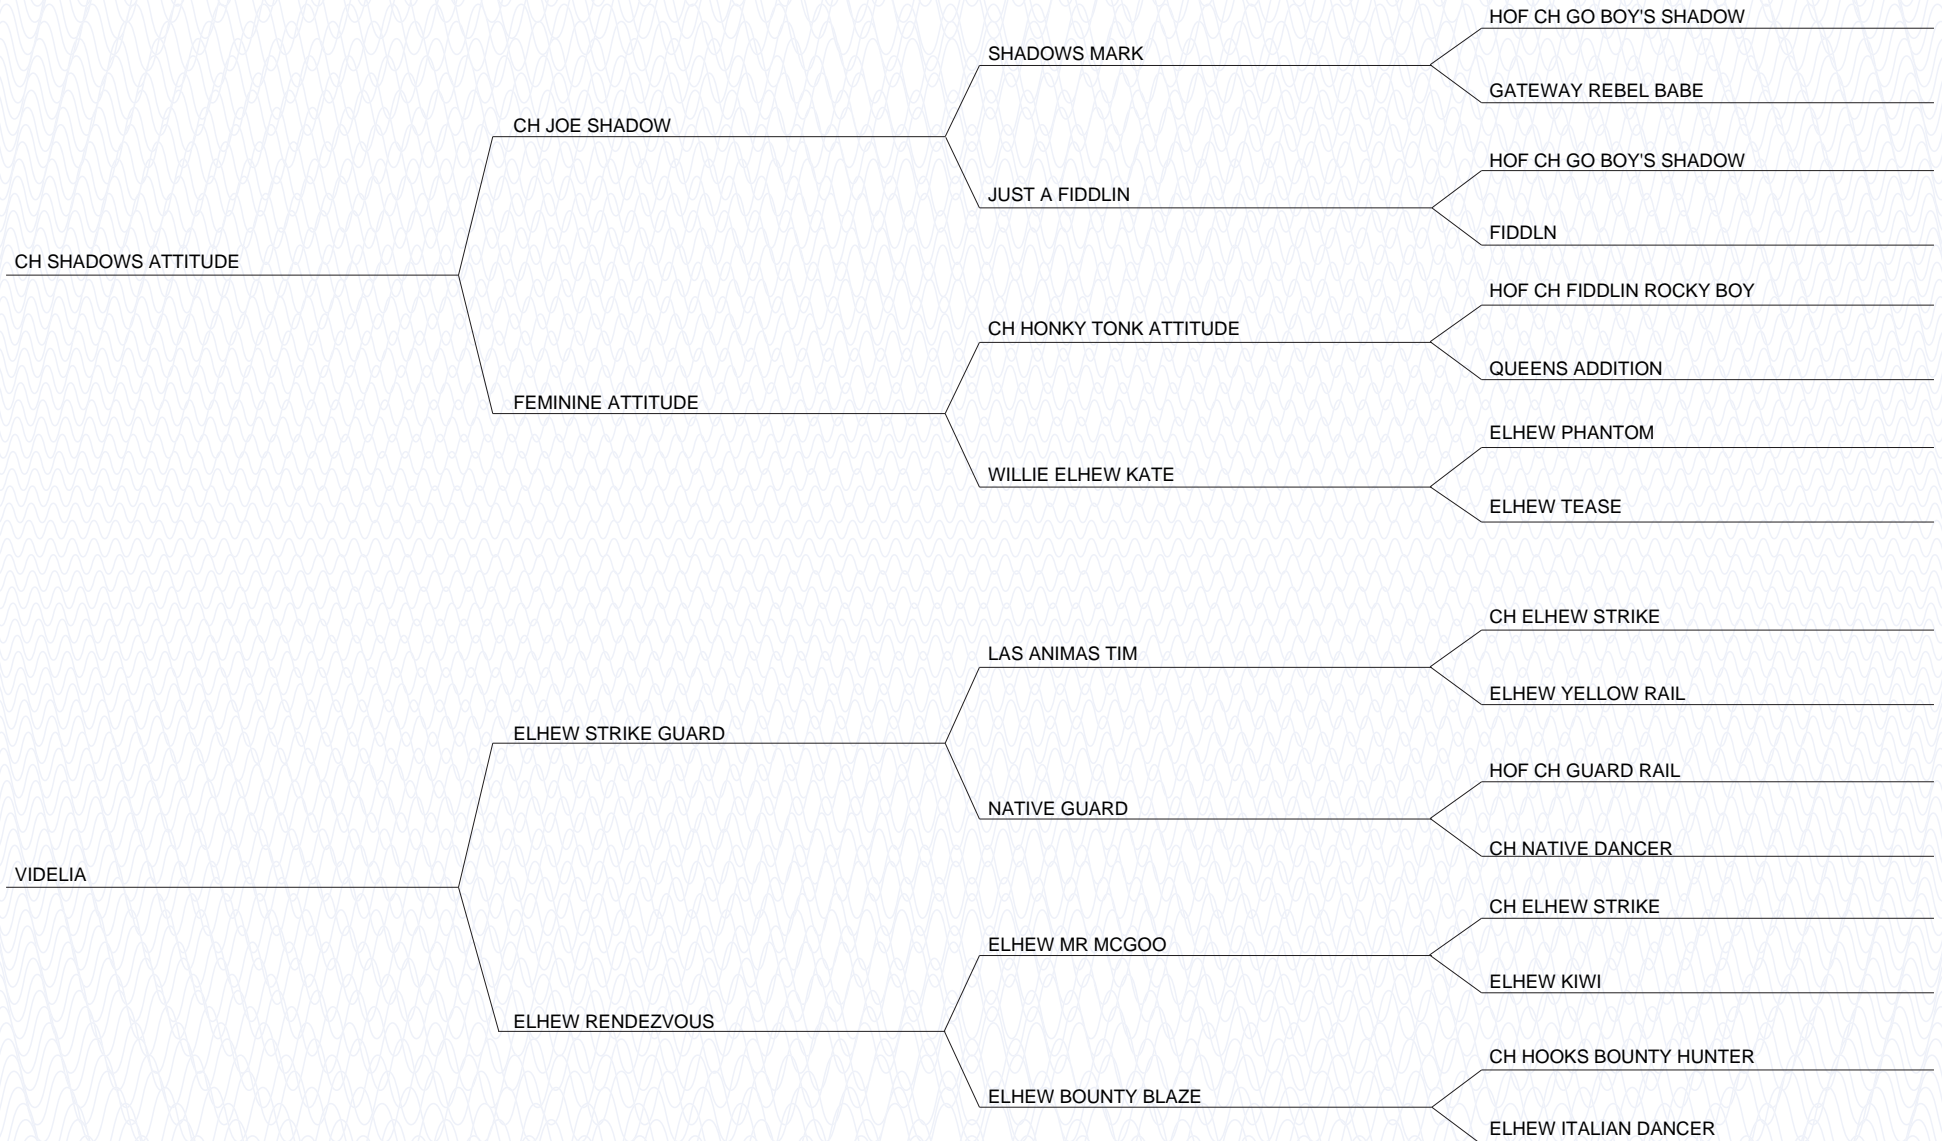 HOF CH GO BOY'S SHADOW
SHADOWS MARK
GATEWAY REBEL BABE
CH JOE SHADOW
HOF CH GO BOY'S SHADOW
JUST A FIDDLIN
FIDDLN
CH SHADOWS ATTITUDE
HOF CH FIDDLIN ROCKY BOY
CH HONKY TONK ATTITUDE
QUEENS ADDITION
FEMININE ATTITUDE
ELHEW PHANTOM
WILLIE ELHEW KATE
ELHEW TEASE
CH ELHEW STRIKE
LAS ANIMAS TIM
ELHEW YELLOW RAIL
ELHEW STRIKE GUARD
HOF CH GUARD RAIL
NATIVE GUARD
CH NATIVE DANCER
VIDELIA
CH ELHEW STRIKE
ELHEW MR MCGOO
ELHEW KIWI
ELHEW RENDEZVOUS
CH HOOKS BOUNTY HUNTER
ELHEW BOUNTY BLAZE
ELHEW ITALIAN DANCER